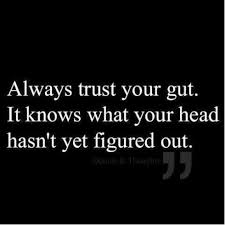 Always trust your gut.
It knows what your head
hasn't yet figured out.